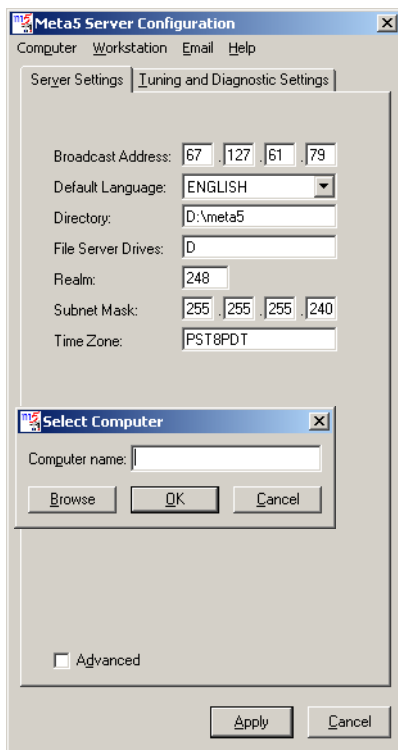 Meta5 Server Configuration
Computer Workstation Email Help
Server Settings Tuning and Diagnostic Settings
Broadcast Address: 67 .127 .61 .79
Default Language: ENGLISH
Directory: D:\meta5
File Server Drives: D
Realm: 248
Subnet Mask: 255 .255 .255 .240
Time Zone: PST8PDT
Select Computer
Computer name:
Browse OK Cancel
Advanced
Apply Cancel